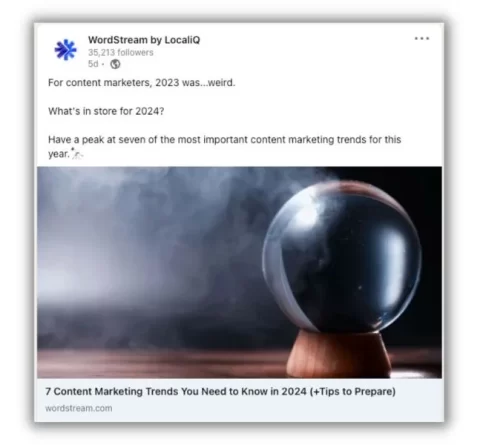 WordStream by LocaliQ
35,213 followers
5d •
For content marketers, 2023 was...weird.
What's in store for 2024?
Have a peak at seven of the most important content marketing trends for this
year.
7 Content Marketing Trends You Need to Know in 2024 (+Tips to Prepare)
wordstream.com